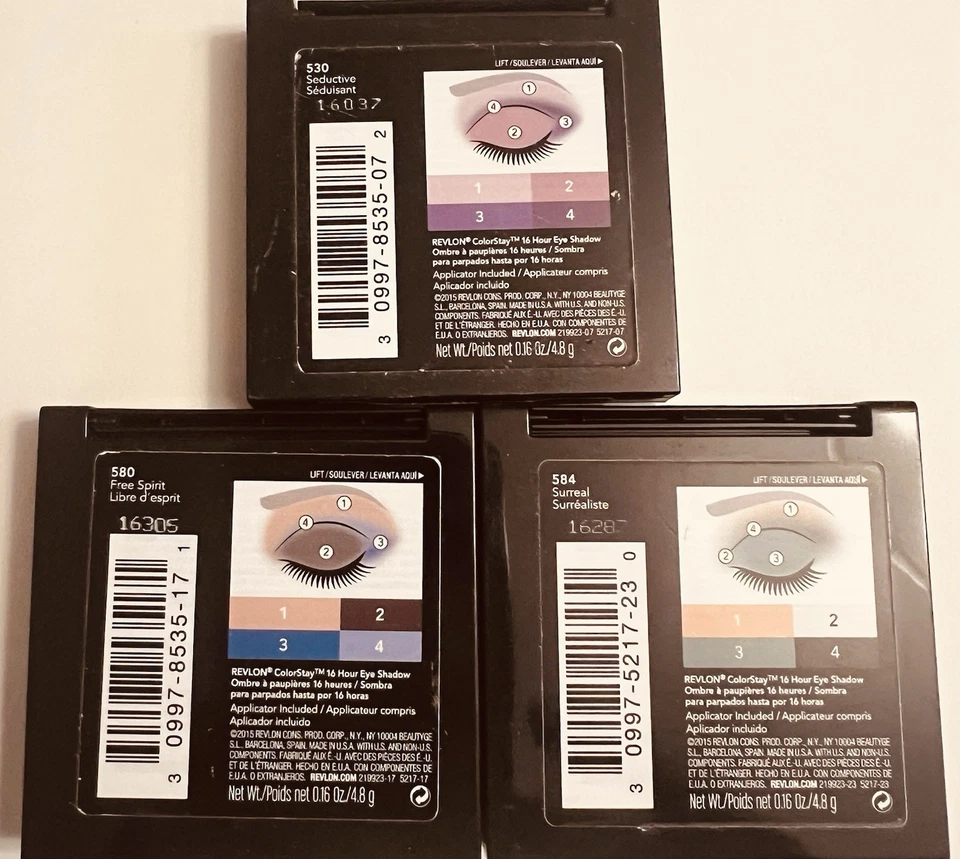 530
Seductive
Séduisant
16037
LIFT / SOULEVER / LEVANTA AQUÍ
1
4
3
2
1 2
3 4
3 0997-8535-07 2
REVLON® ColorStay™ 16 Hour Eye Shadow
Ombre à paupières 16 heures / Sombra
para parpados hasta por 16 horas
Applicator Included / Applicateur compris
Aplicador incluido
©2015 REVLON CONS. PROD. CORP., N.Y., NY 10004 BEAUTYGE
S.L., BARCELONA, SPAIN. MADE IN U.S.A. WITH U.S. AND NON-U.S.
COMPONENTS. FABRIQUÉ AUX É.-U. AVEC DES PIÈCES DES É.-U.
ET DE L'ÉTRANGER. HECHO EN E.U.A. CON COMPONENTES DE
E.U.A. O EXTRANJEROS. REVLON.COM 219923-07 5217-07
Net Wt./Poids net 0.16 Oz/4.8 g
580
Free Spirit
Libre d'esprit
16305
LIFT / SOULEVER / LEVANTA AQUÍ
1
4
3
2
1 2
3 4
3 0997-8535-17 1
REVLON® ColorStay™ 16 Hour Eye Shadow
Ombre à paupières 16 heures / Sombra
para parpados hasta por 16 horas
Applicator Included / Applicateur compris
Aplicador incluido
©2015 REVLON CONS. PROD. CORP., N.Y., NY 10004 BEAUTYGE
S.L., BARCELONA, SPAIN. MADE IN U.S.A. WITH U.S. AND NON-U.S.
COMPONENTS. FABRIQUÉ AUX É.-U. AVEC DES PIÈCES DES É.-U.
ET DE L'ÉTRANGER. HECHO EN E.U.A. CON COMPONENTES DE
E.U.A. O EXTRANJEROS. REVLON.COM 219923-17 5217-17
Net Wt./Poids net 0.16 Oz/4.8 g
584
Surreal
Surréaliste
LIFT / SOULEVER / LEVANTA AQUÍ
1
4
2
3
1 2
3 4
3 0997-5217-23 0
REVLON® ColorStay™ 16 Hour Eye Shadow
Ombre à paupières 16 heures / Sombra
para parpados hasta por 16 horas
Applicator Included / Applicateur compris
Aplicador incluido
©2015 REVLON CONS. PROD. CORP., N.Y., NY 10004 BEAUTYGE
S.L., BARCELONA, SPAIN. MADE IN U.S.A. WITH U.S. AND NON-U.S.
COMPONENTS. FABRIQUÉ AUX É.-U. AVEC DES PIÈCES DES É.-U.
ET DE L'ÉTRANGER. HECHO EN E.U.A. CON COMPONENTES DE
E.U.A. O EXTRANJEROS. REVLON.COM 219923-23 5217-23
Net Wt./Poids net 0.16 Oz/4.8 g